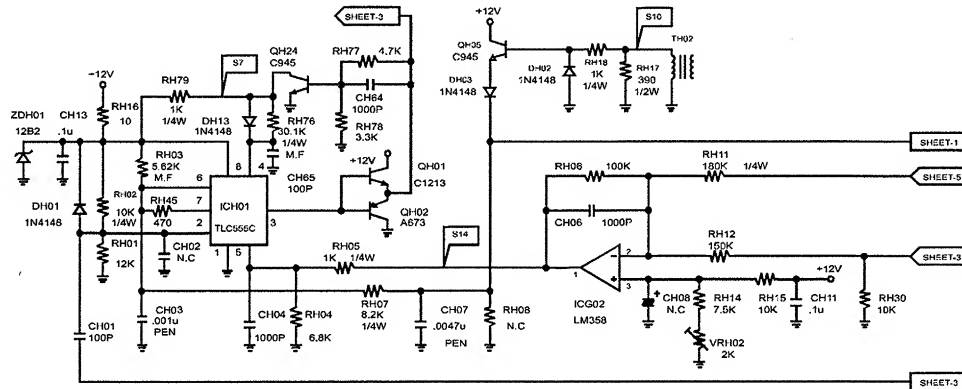 SHEET-3
+12V
S10
QH35
C945
TH02
RH18
1K
1/4W
DH02
1N4148
RH17
390
1/2W
DHC3
1N4148
QH24
C945
RH77
4.7K
S7
+12V
RH79
1K
1/4W
CH64
1000P
RH78
3.3K
ZDH01
12B2
CH13
.1u
RH16
10
DH13
1N4148
RH76
30.1K
1/4W
M.F
CH65
100P
+12V
QH01
C1213
QH02
A673
RH03
5.62K
M.F
DH01
1N4148
RH02
10K
1/4W
RH45
470
ICH01
TLC555C
8
4
6
7
2
3
1
5
RH01
12K
CH02
N.C
SHEET-1
RH06
100K
RH11
180K
1/4W
SHEET-5
CH06
1000P
S14
RH05
1K
1/4W
RH12
150K
SHEET-3
2
1
3
ICG02
LM358
+12V
CH08
N.C
RH14
7.5K
RH15
10K
CH11
.1u
RH30
10K
VRH02
2K
CH01
100P
CH03
.001u
PEN
CH04
1000P
RH04
6.8K
RH07
8.2K
1/4W
CH07
.0047u
PEN
RH08
N.C
SHEET-3